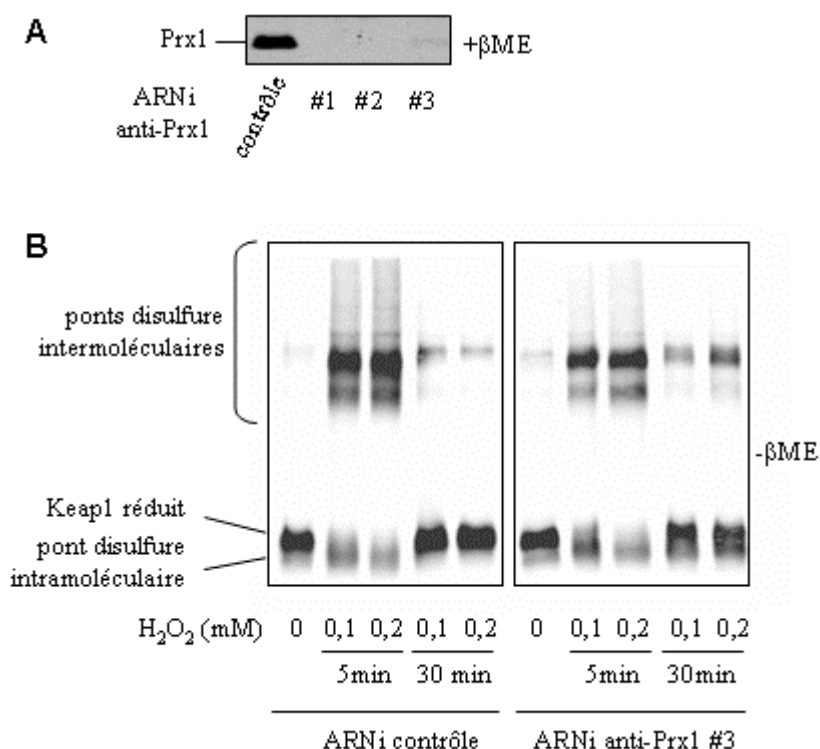 A
Prx1
+βME
ARNi
anti-Prx1
contrôle
#1 #2 #3
B
ponts disulfure
intermoléculaires
-βME
Keap1 réduit
pont disulfure
intramoléculaire
H₂O₂ (mM) 0 0,1 0,2 0,1 0,2 0 0,1 0,2 0,1 0,2
5min 30 min 5min 30min
ARNi contrôle ARNi anti-Prx1 #3